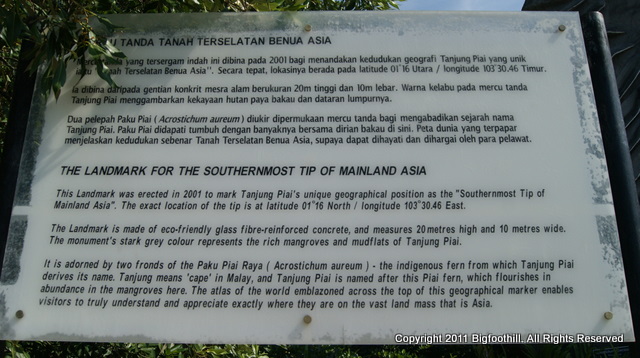 TANDA TANAH TERSELATAN BENUA ASIA
yang tersergam indah ini dibina pada 2001 bagi menandakan kedudukan geografi Tanjung Piai yang unik
Tanah Terselatan Benua Asia". Secara tepat, lokasinya berada pada latitude 01°16 Utara / longitude 103°30.46 Timur.
Ia dibina daripada gentian konkrit mesra alam berukuran 20m tinggi dan 10m lebar. Warna kelabu pada mercu tanda
Tanjung Piai menggambarkan kekayaan hutan paya bakau dan dataran lumpurnya.
Dua pelepah Paku Piai ( Acrostichum aureum ) diukir dipermukaan mercu tanda bagi mengabadikan sejarah nama
Tanjung Piai. Paku Piai didapati tumbuh dengan banyaknya bersama dirian bakau di sini. Peta dunia yang terpapar
menjelaskan kedudukan sebenar Tanah Terselatan Benua Asia, supaya dapat dihayati dan dihargai oleh para pelawat.
THE LANDMARK FOR THE SOUTHERNMOST TIP OF MAINLAND ASIA
This Landmark was erected in 2001 to mark Tanjung Piai's unique geographical position as the "Southernmost Tip of
Mainland Asia". The exact location of the tip is at latitude 01°16 North / longitude 103°30.46 East.
The Landmark is made of eco-friendly glass fibre-reinforced concrete, and measures 20 metres high and 10 metres wide.
The monument's stark grey colour represents the rich mangroves and mudflats of Tanjung Piai.
It is adorned by two fronds of the Paku Piai Raya ( Acrostichum aureum ) - the indigenous fern from which Tanjung Piai
derives its name. Tanjung means 'cape' in Malay, and Tanjung Piai is named after this Piai fern, which flourishes in
abundance in the mangroves here. The atlas of the world emblazoned across the top of this geographical marker enables
visitors to truly understand and appreciate exactly where they are on the vast land mass that is Asia.
Copyright 2011 Bigfoothill. All Rights Reserved